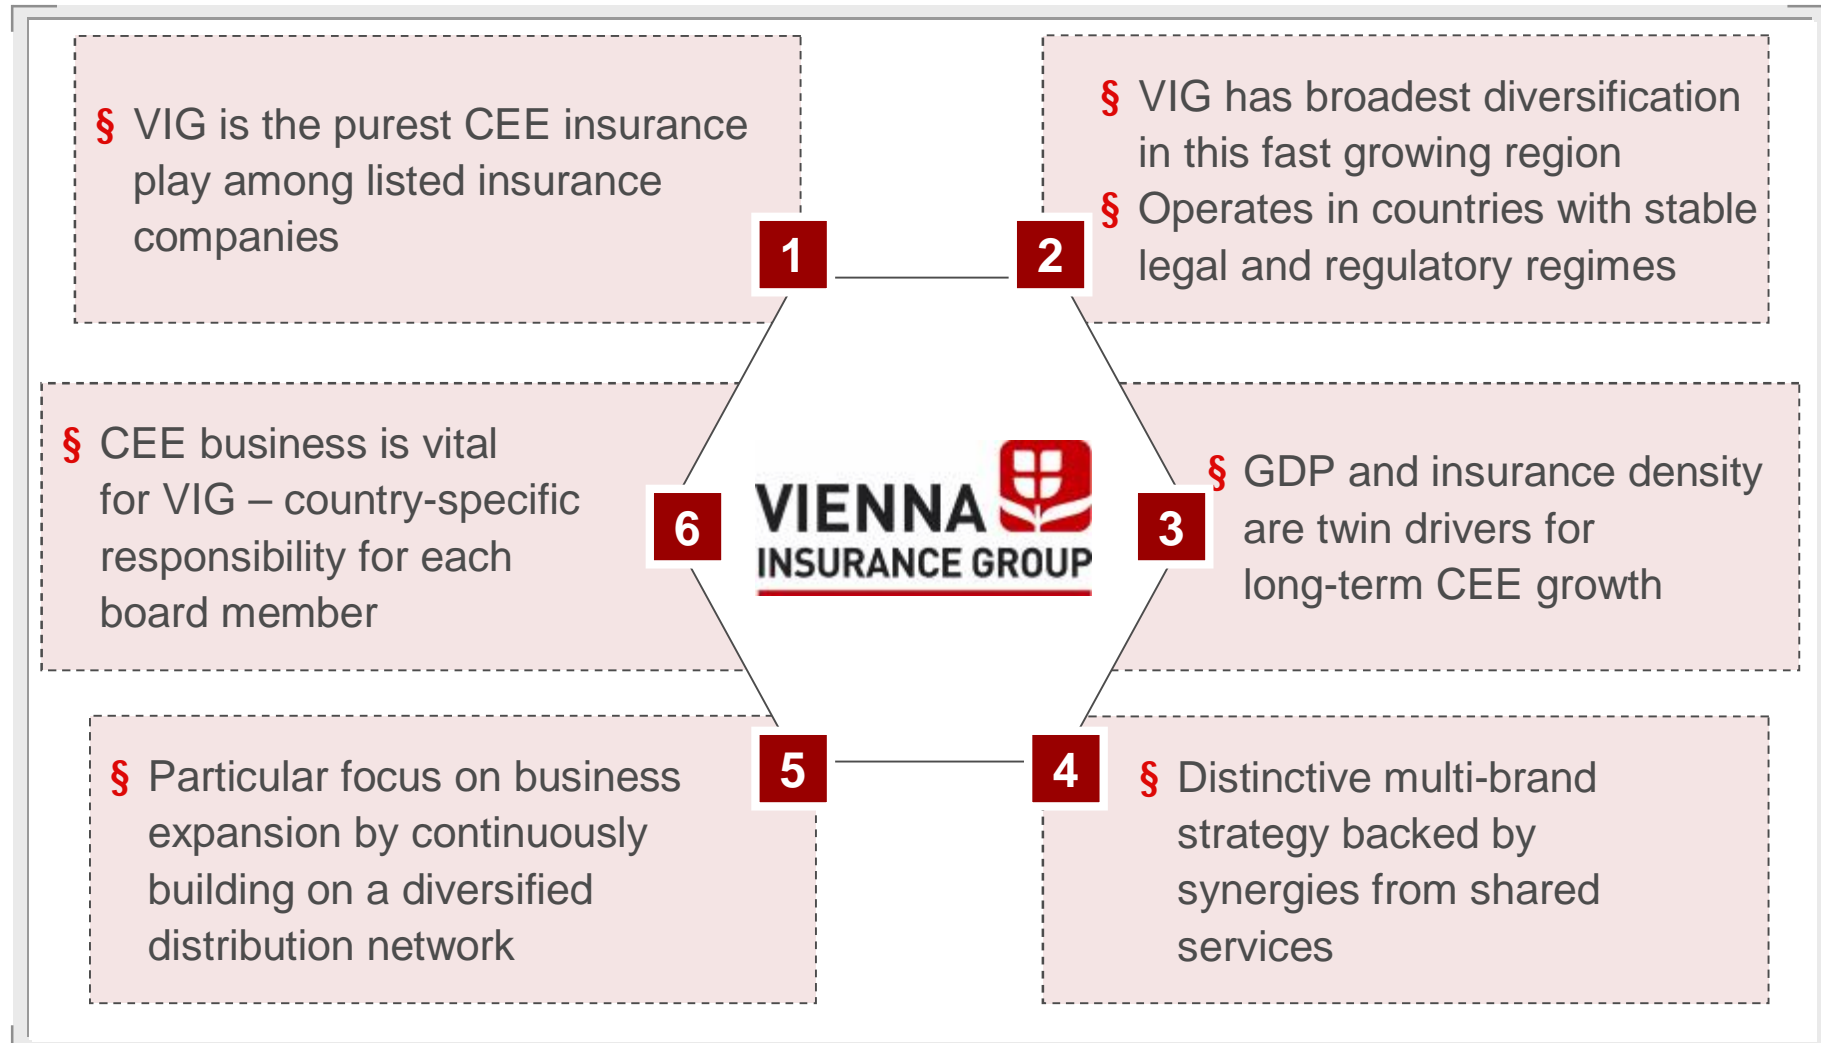 § VIG is the purest CEE insurance
play among listed insurance
companies
1
§ VIG has broadest diversification
in this fast growing region
§ Operates in countries with stable
legal and regulatory regimes
2
§ GDP and insurance density
are twin drivers for
long-term CEE growth
3
§ Distinctive multi-brand
strategy backed by
synergies from shared
services
4
§ Particular focus on business
expansion by continuously
building on a diversified
distribution network
5
§ CEE business is vital
for VIG – country-specific
responsibility for each
board member
6
VIENNA
INSURANCE GROUP